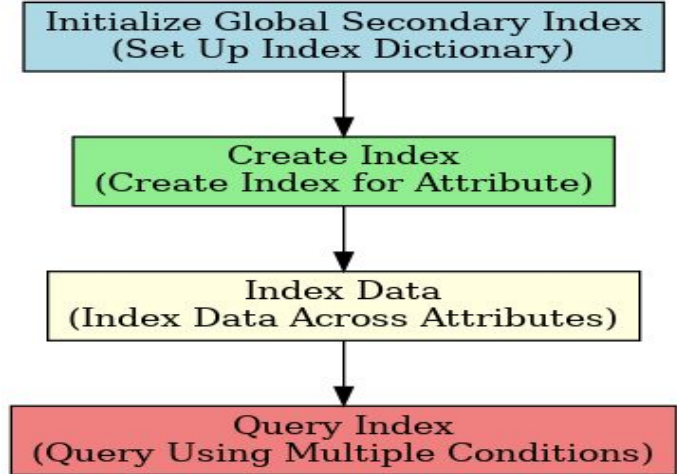 Initialize Global Secondary Index
(Set Up Index Dictionary)
Create Index
(Create Index for Attribute)
Index Data
(Index Data Across Attributes)
Query Index
(Query Using Multiple Conditions)